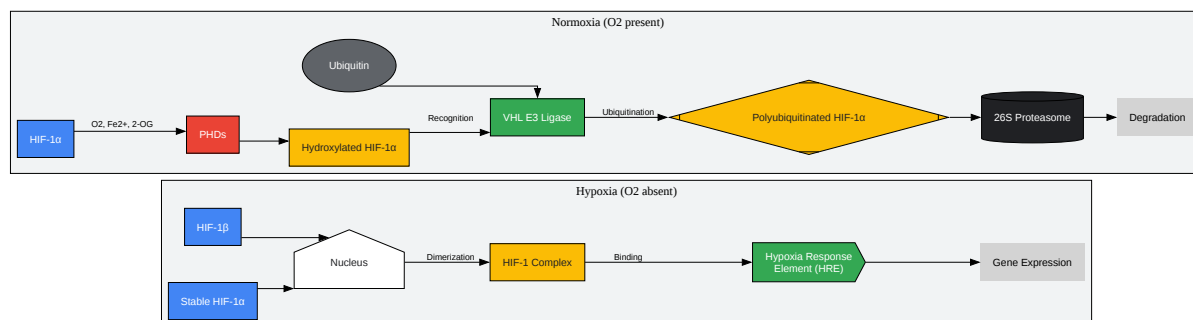 Normoxia (O2 present)
Ubiquitin
HIF-1α
O2, Fe2+, 2-OG
PHDs
Hydroxylated HIF-1α
Recognition
VHL E3 Ligase
Ubiquitination
Polyubiquitinated HIF-1α
26S Proteasome
Degradation
Hypoxia (O2 absent)
HIF-1β
Stable HIF-1α
Nucleus
Dimerization
HIF-1 Complex
Binding
Hypoxia Response
Element (HRE)
Gene Expression